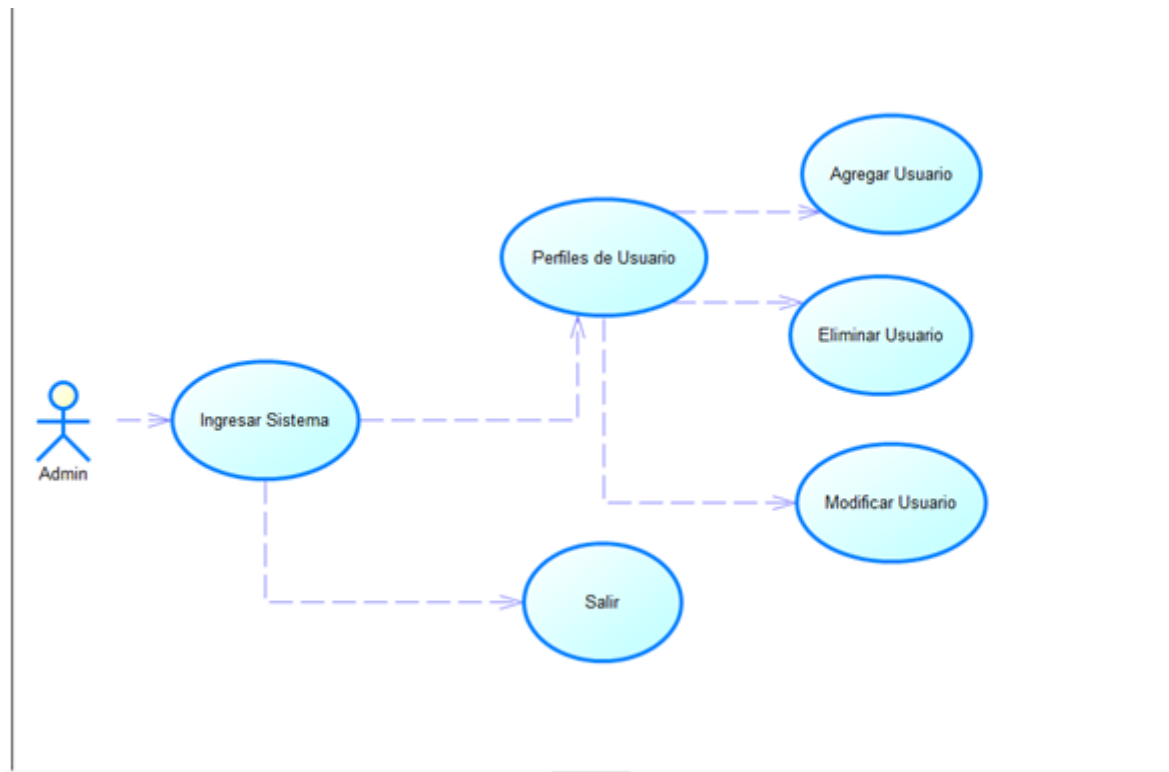 Agregar Usuario
Perfiles de Usuario
Eliminar Usuario
Ingresar Sistema
Admin
Modificar Usuario
Salir